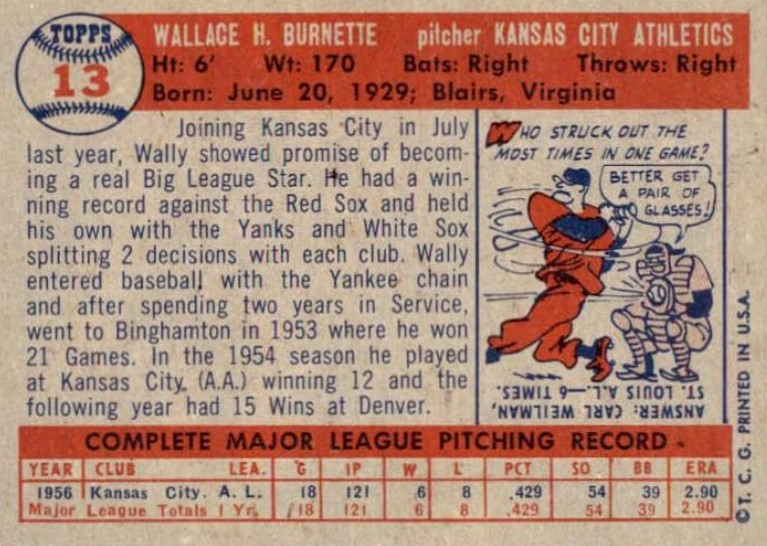 TOPPS
13
WALLACE H. BURNETTE pitcher KANSAS CITY ATHLETICS
Ht: 6' Wt: 170 Bats: Right Throws: Right
Born: June 20, 1929; Blairs, Virginia
Joining Kansas City in July
last year, Wally showed promise of becom-
ing a real Big League Star. He had a win-
ning record against the Red Sox and held
his own with the Yanks and White Sox
splitting 2 decisions with each club. Wally
entered baseball with the Yankee chain
and after spending two years in Service,
went to Binghamton in 1953 where he won
21 Games. In the 1954 season he played
at Kansas City, (A.A.) winning 12 and the
following year had 15 Wins at Denver.
WHO STRUCK OUT THE
MOST TIMES IN ONE GAME?
BETTER GET
A PAIR OF
GLASSES!
ANSWER: CARL WEILMAN,
ST. LOUIS A.L.—6 TIMES.
COMPLETE MAJOR LEAGUE PITCHING RECORD
YEAR CLUB LEA. G IP W L PCT SO BB ERA
1956 Kansas City. A. L. 18 121 6 8 .429 54 39 2.90
Major League Totals 1 Yr. 18 121 6 8 .429 54 39 2.90
©T. C. G. PRINTED IN U.S.A.